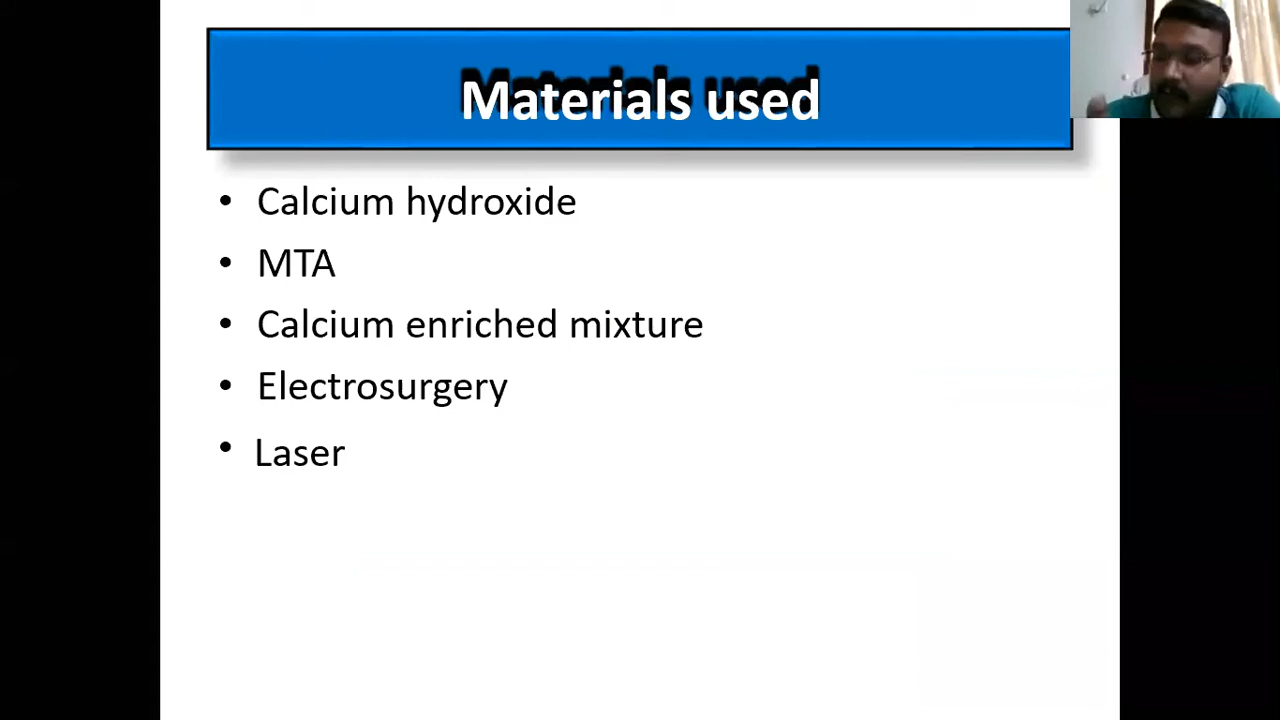 Materials used
• Calcium hydroxide
• MTA
• Calcium enriched mixture
• Electrosurgery
• Laser